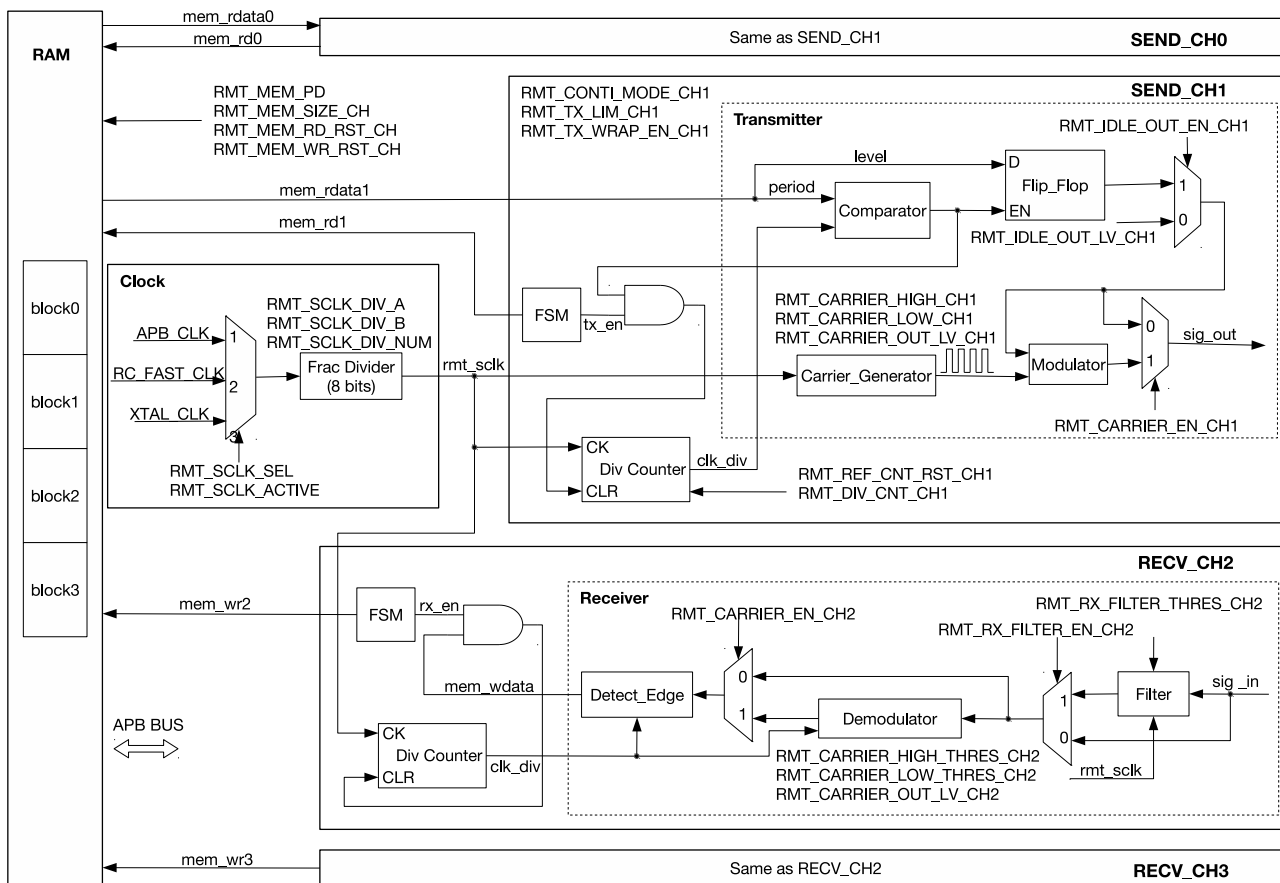 mem_rdata0
mem_rd0
RAM
Same as SEND_CH1
SEND_CH0
RMT_MEM_PD
RMT_MEM_SIZE_CH
RMT_MEM_RD_RST_CH
RMT_MEM_WR_RST_CH
RMT_CONTI_MODE_CH1
RMT_TX_LIM_CH1
RMT_TX_WRAP_EN_CH1
SEND_CH1
Transmitter
RMT_IDLE_OUT_EN_CH1
level
D
Flip_Flop
EN
1
0
mem_rdata1
period
Comparator
mem_rd1
RMT_IDLE_OUT_LV_CH1
block0
block1
block2
block3
Clock
RMT_SCLK_DIV_A
RMT_SCLK_DIV_B
RMT_SCLK_DIV_NUM
APB_CLK
RC_FAST_CLK
XTAL_CLK
1
2
3
Frac Divider
(8 bits)
rmt_sclk
RMT_SCLK_SEL
RMT_SCLK_ACTIVE
FSM
tx_en
RMT_CARRIER_HIGH_CH1
RMT_CARRIER_LOW_CH1
RMT_CARRIER_OUT_LV_CH1
Carrier_Generator
Modulator
0
1
sig_out
RMT_CARRIER_EN_CH1
CK
Div Counter
CLR
clk_div
RMT_REF_CNT_RST_CH1
RMT_DIV_CNT_CH1
RECV_CH2
mem_wr2
FSM
rx_en
Receiver
RMT_CARRIER_EN_CH2
RMT_RX_FILTER_THRES_CH2
RMT_RX_FILTER_EN_CH2
mem_wdata
Detect_Edge
0
1
Demodulator
1
0
Filter
sig_in
rmt_sclk
CK
Div Counter
CLR
clk_div
RMT_CARRIER_HIGH_THRES_CH2
RMT_CARRIER_LOW_THRES_CH2
RMT_CARRIER_OUT_LV_CH2
APB BUS
mem_wr3
Same as RECV_CH2
RECV_CH3